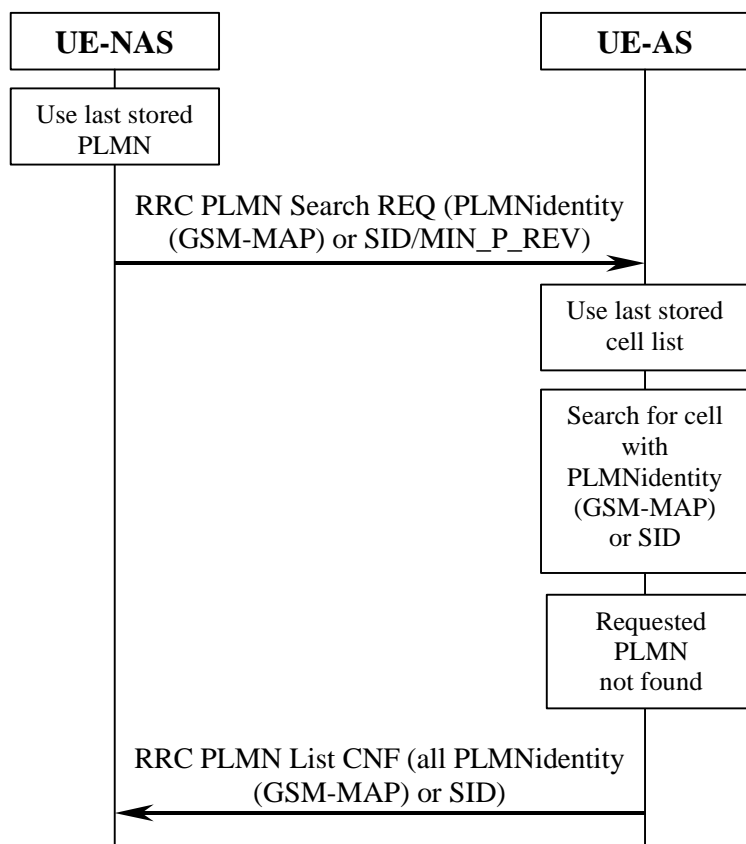 UE-NAS
UE-AS
Use last stored
PLMN
RRC PLMN Search REQ (PLMNidentity
(GSM-MAP) or SID/MIN_P_REV)
Use last stored
cell list
Search for cell
with
PLMNidentity
(GSM-MAP)
or SID
Requested
PLMN
not found
RRC PLMN List CNF (all PLMNidentity
(GSM-MAP) or SID)